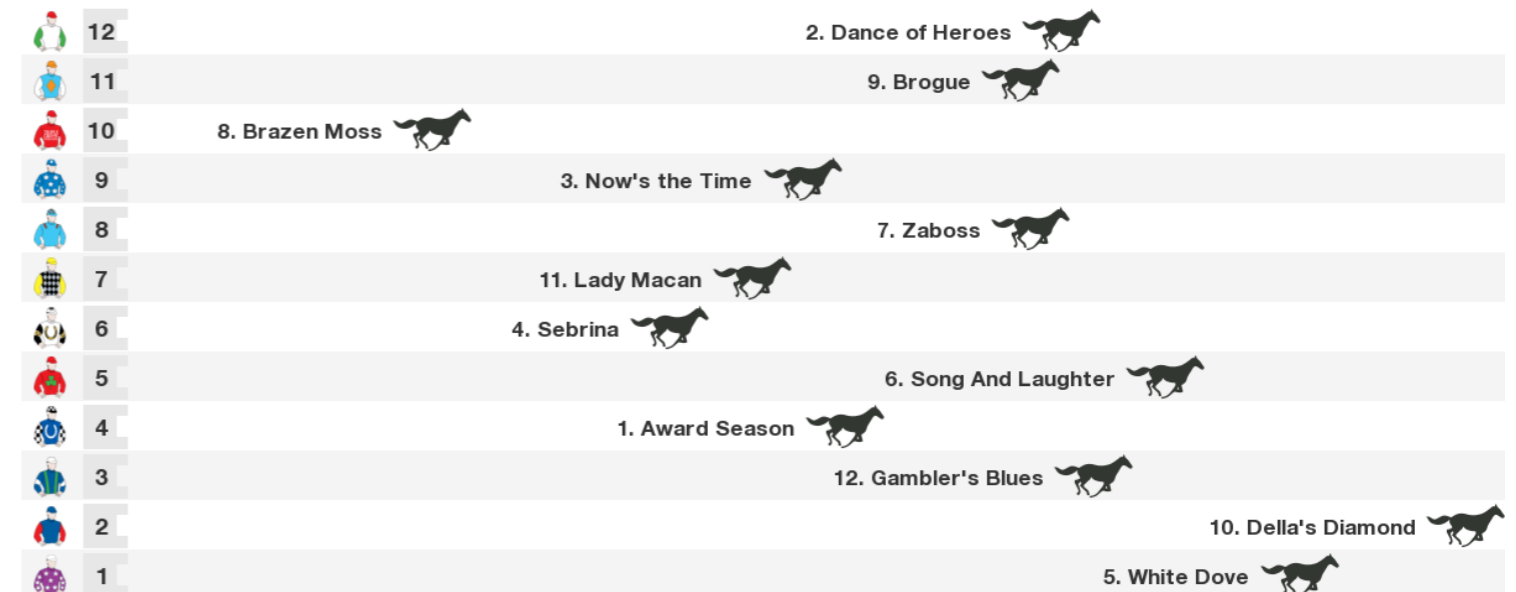 12 2. Dance of Heroes
11 9. Brogue
10 8. Brazen Moss
9 3. Now's the Time
8 7. Zaboss
7 11. Lady Macan
6 4. Sebrina
5 6. Song And Laughter
4 1. Award Season
3 12. Gambler's Blues
2 10. Della's Diamond
1 5. White Dove